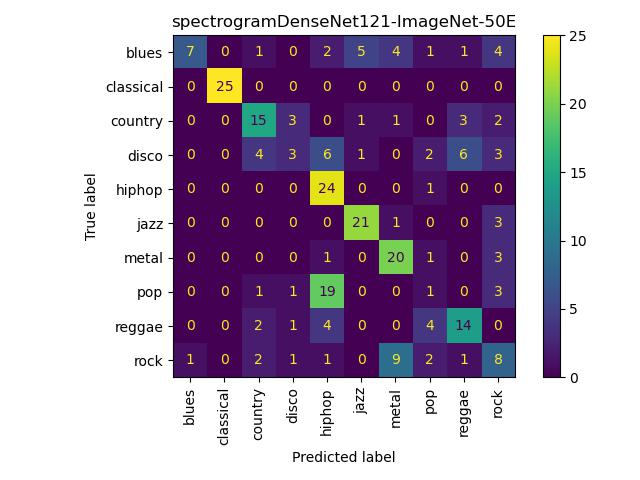 spectrogramDenseNet121-ImageNet-50E
blues 7 0 1 0 2 5 4 1 1 4
classical 0 25 0 0 0 0 0 0 0 0
country 0 0 15 3 0 1 1 0 3 2
disco 0 0 4 3 6 1 0 2 6 3
hiphop 0 0 0 0 24 0 0 1 0 0
jazz 0 0 0 0 0 21 1 0 0 3
metal 0 0 0 0 1 0 20 1 0 3
pop 0 0 1 1 19 0 0 1 0 3
reggae 0 0 2 1 4 0 0 4 14 0
rock 1 0 2 1 1 0 9 2 1 8
True label
blues
classical
country
disco
hiphop
jazz
metal
pop
reggae
rock
Predicted label
25
20
15
10
5
0